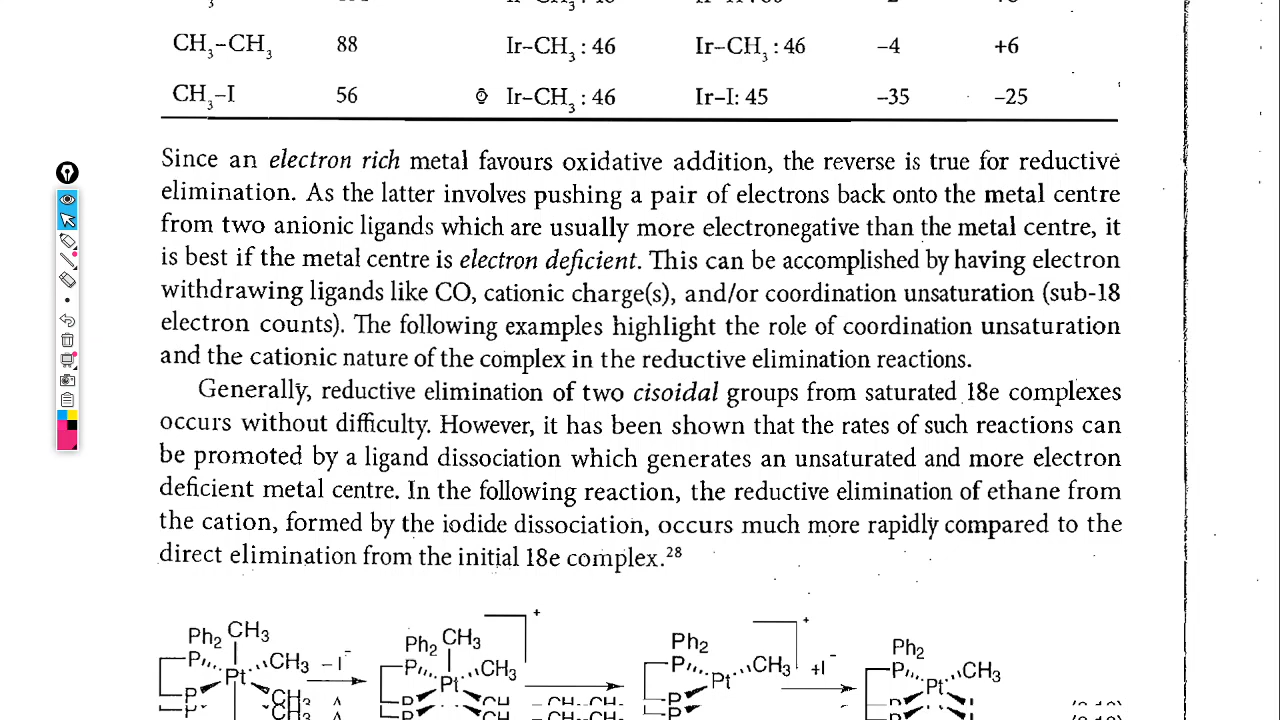 CH3–CH3 88 Ir–CH3 : 46 Ir–CH3 : 46 –4 +6
CH3–I 56 Ir–CH3 : 46 Ir–I: 45 –35 –25
Since an electron rich metal favours oxidative addition, the reverse is true for reductive
elimination. As the latter involves pushing a pair of electrons back onto the metal centre
from two anionic ligands which are usually more electronegative than the metal centre, it
is best if the metal centre is electron deficient. This can be accomplished by having electron
withdrawing ligands like CO, cationic charge(s), and/or coordination unsaturation (sub-18
electron counts). The following examples highlight the role of coordination unsaturation
and the cationic nature of the complex in the reductive elimination reactions.
Generally, reductive elimination of two cisoidal groups from saturated 18e complexes
occurs without difficulty. However, it has been shown that the rates of such reactions can
be promoted by a ligand dissociation which generates an unsaturated and more electron
deficient metal centre. In the following reaction, the reductive elimination of ethane from
the cation, formed by the iodide dissociation, occurs much more rapidly compared to the
direct elimination from the initial 18e complex.28
Ph2 CH3 Ph2 CH3 + Ph2 + Ph2
P CH3 –I- P CH3 P CH3 +I- P CH3
Pt Pt Pt Pt
P P P P